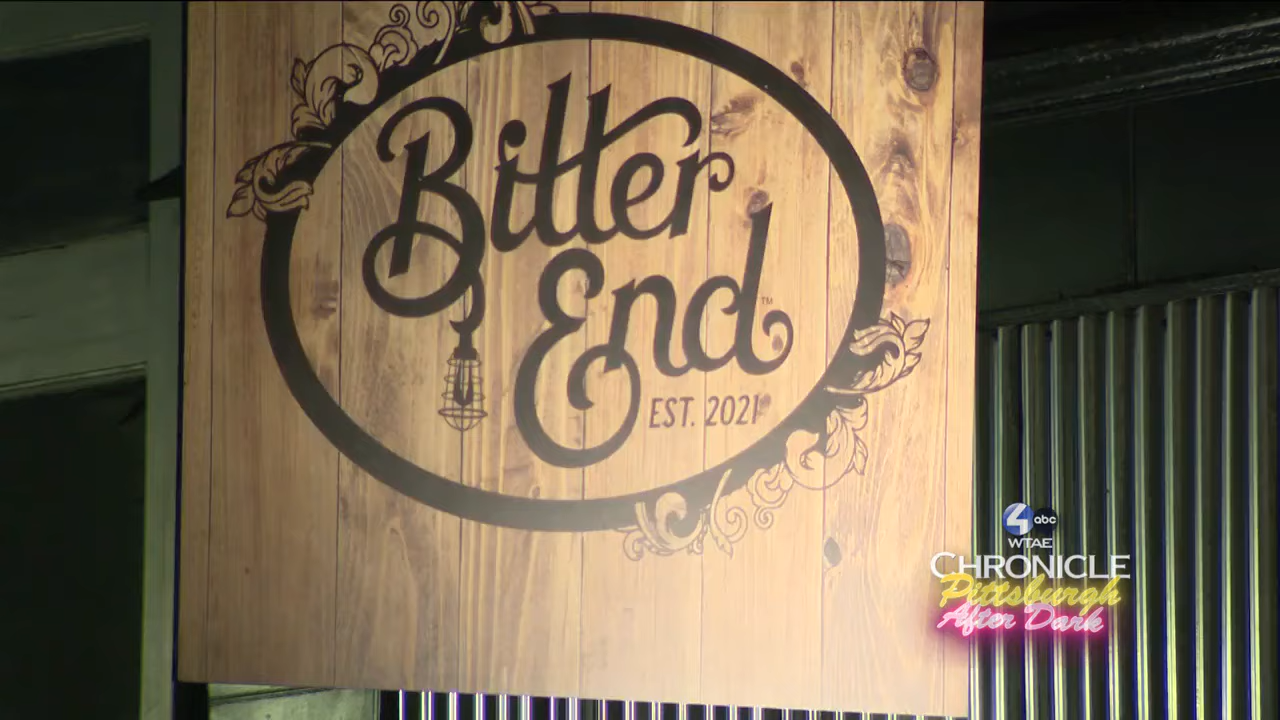 Bitter
End
TM
EST. 2021
4 abc
WTAE
CHRONICLE
Pittsburgh
After Dark